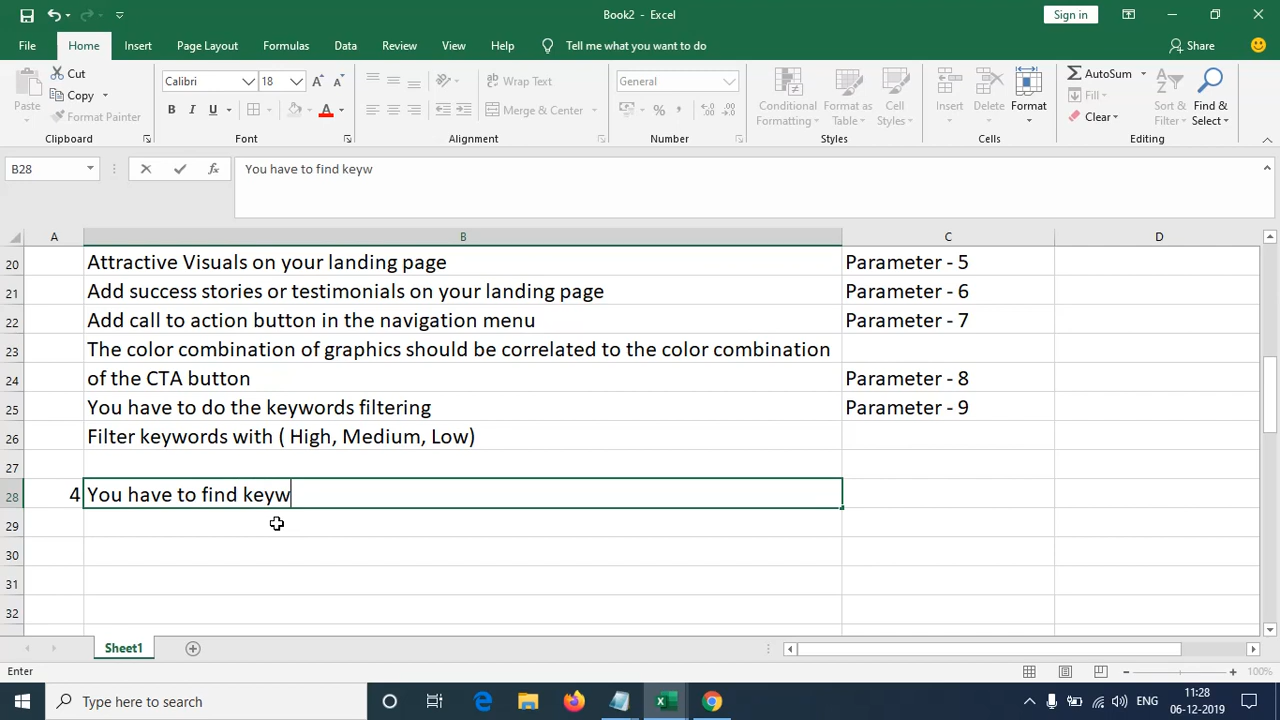 Book2 - Excel
Sign in
File Home Insert Page Layout Formulas Data Review View Help Tell me what you want to do Share
Paste Cut Copy Format Painter
Calibri 18
B I U A
ab Wrap Text
Merge & Center
General
% ,
Conditional Formatting
Format as Table
Cell Styles
Insert Delete Format
AutoSum
Fill
Clear
Sort & Filter
Find & Select
Clipboard Font Alignment Number Styles Cells Editing
B28 fx You have to find keyw
A B C D
20 Attractive Visuals on your landing page Parameter - 5
21 Add success stories or testimonials on your landing page Parameter - 6
22 Add call to action button in the navigation menu Parameter - 7
23 The color combination of graphics should be correlated to the color combination
24 of the CTA button Parameter - 8
25 You have to do the keywords filtering Parameter - 9
26 Filter keywords with ( High, Medium, Low)
27
28 4 You have to find keyw
29
30
31
32
Sheet1
Enter 100%
Type here to search ENG 11:28
06-12-2019